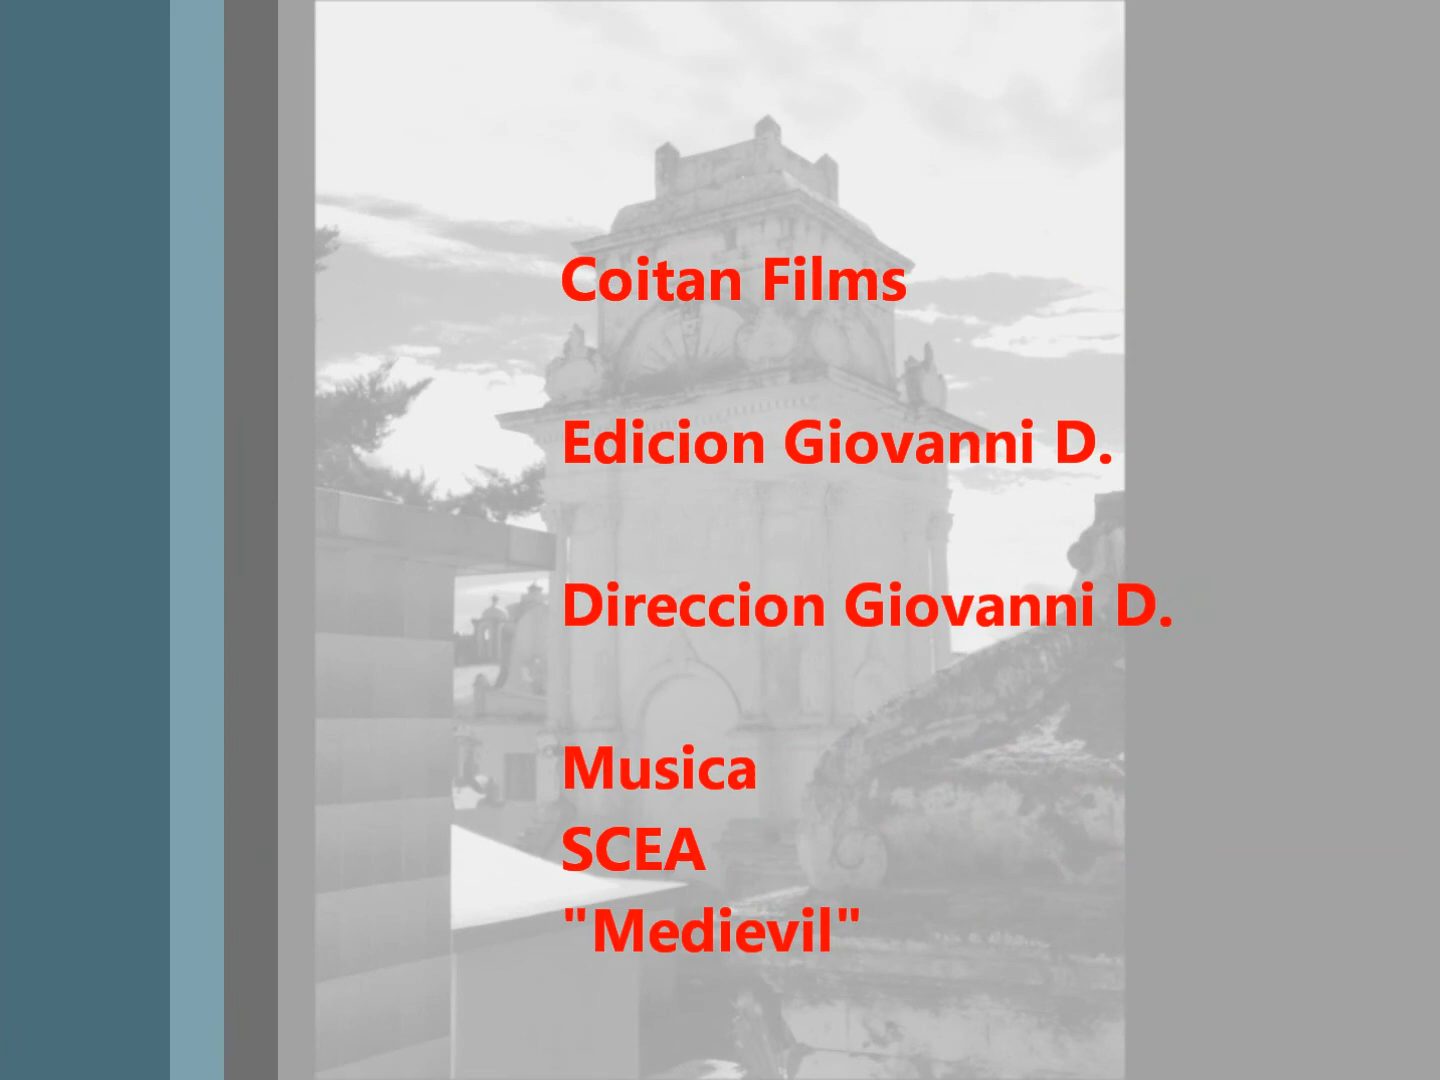 Coitan Films
Edicion Giovanni D.
Direccion Giovanni D.
Musica
SCEA
"Medievil"